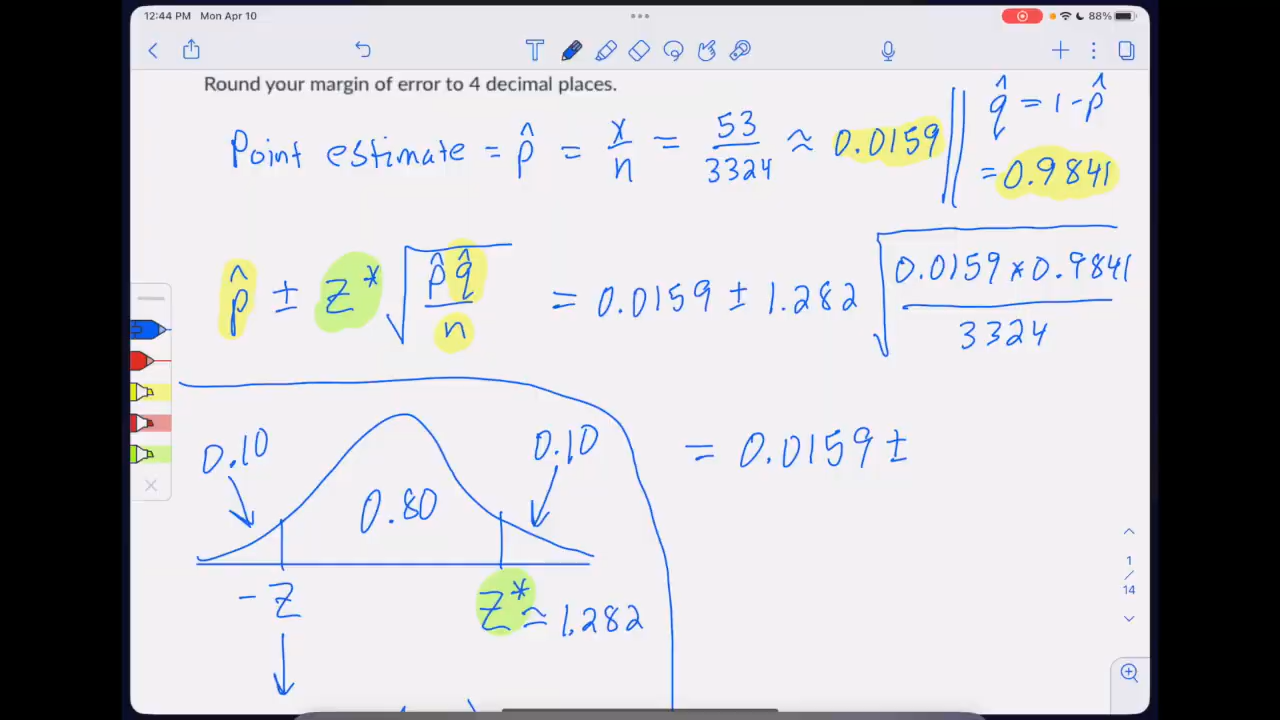 12:44 PM Mon Apr 10 88%
T
Round your margin of error to 4 decimal places.
Point estimate = p̂ = x/n = 53/3324 ≈ 0.0159 || q̂ = 1 - p̂
= 0.9841
p̂ ± z* √(p̂ q̂ / n) = 0.0159 ± 1.282 √(0.0159 * 0.9841 / 3324)
0.10 0.10
= 0.0159 ±
0.80
- Z Z* ≈ 1.282
1
/
14